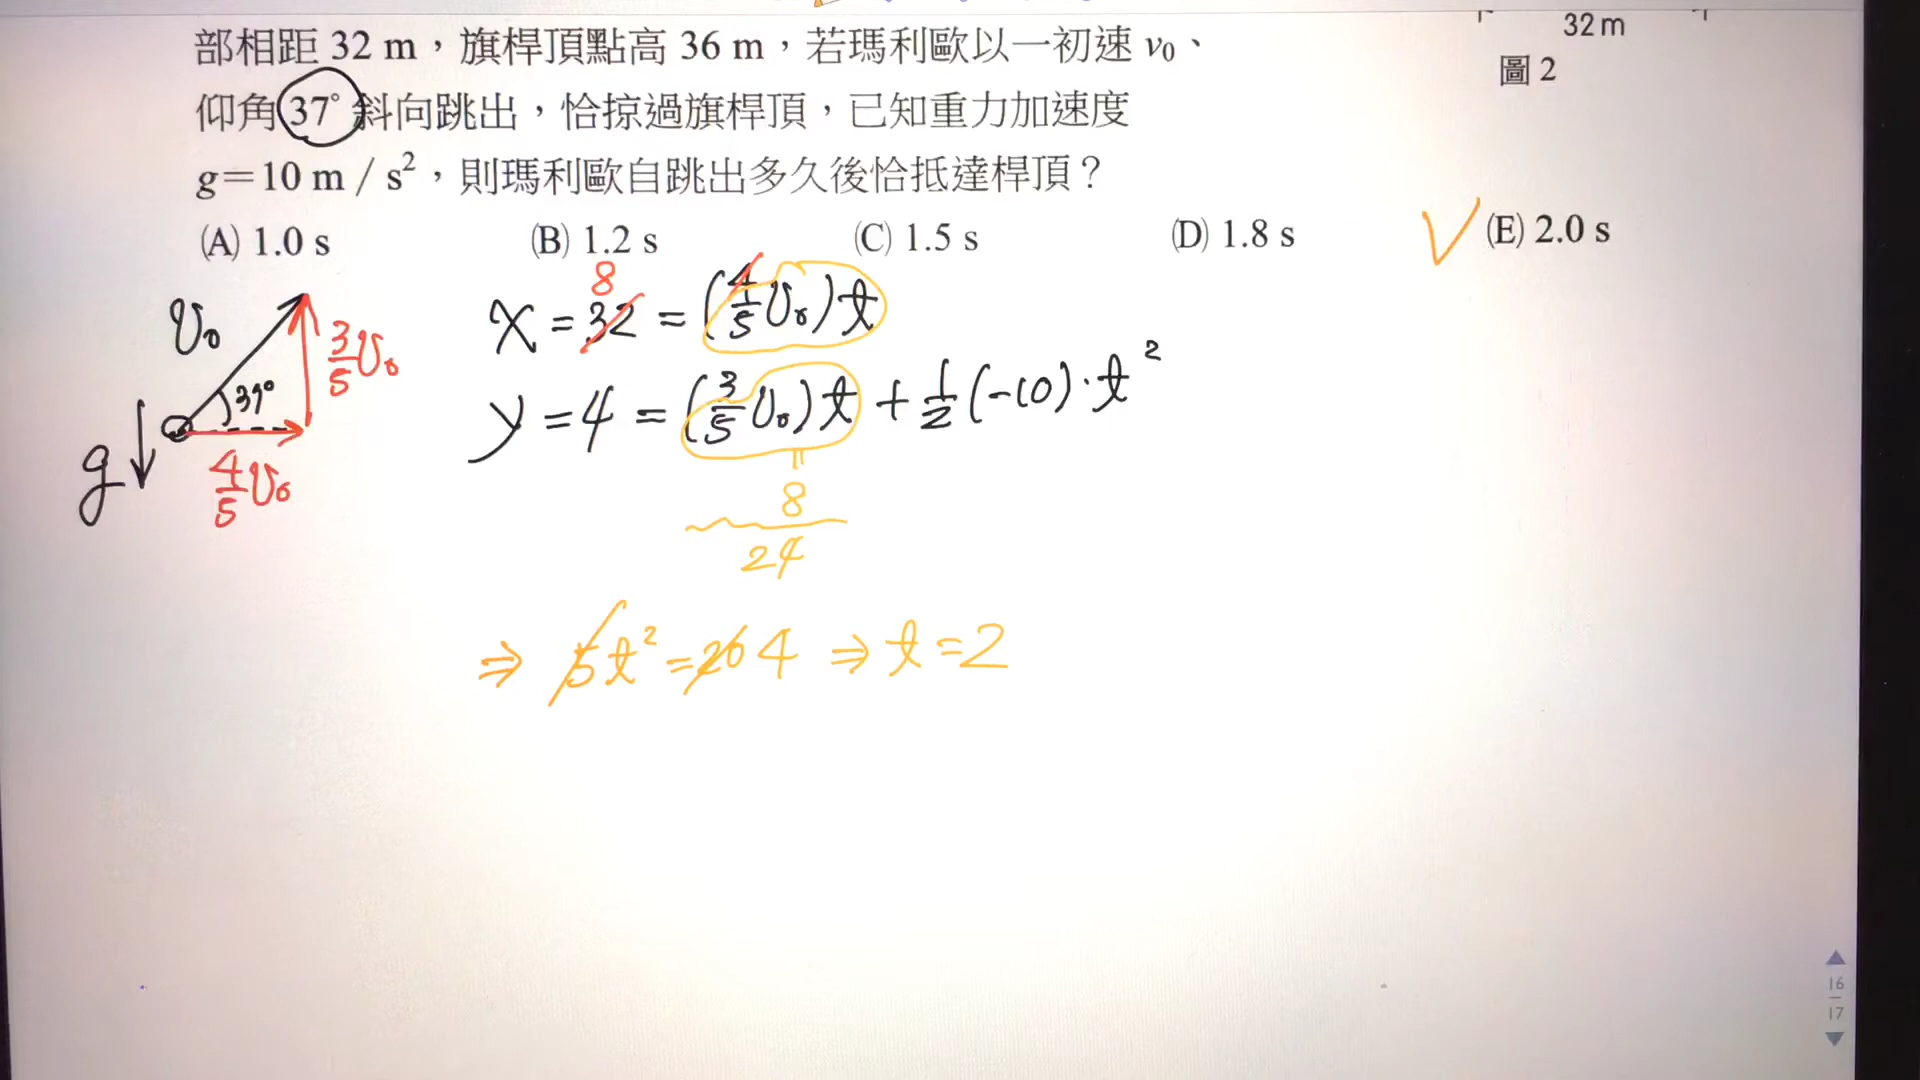 32 m
圖 2
部相距 32 m，旗桿頂點高 36 m，若瑪利歐以一初速 v₀、
仰角 37° 斜向跳出，恰掠過旗桿頂，已知重力加速度
g＝10 m / s²，則瑪利歐自跳出多久後恰抵達桿頂？
(A) 1.0 s (B) 1.2 s (C) 1.5 s (D) 1.8 s (E) 2.0 s
v₀ 37° 3/5 v₀ 4/5 v₀ g
8
x = 32 = (4/5 v₀) t
y = 4 = (3/5 v₀) t + 1/2 (-10) · t²
8
24
⇒ 5t² = 20 4 ⇒ t = 2
16
17